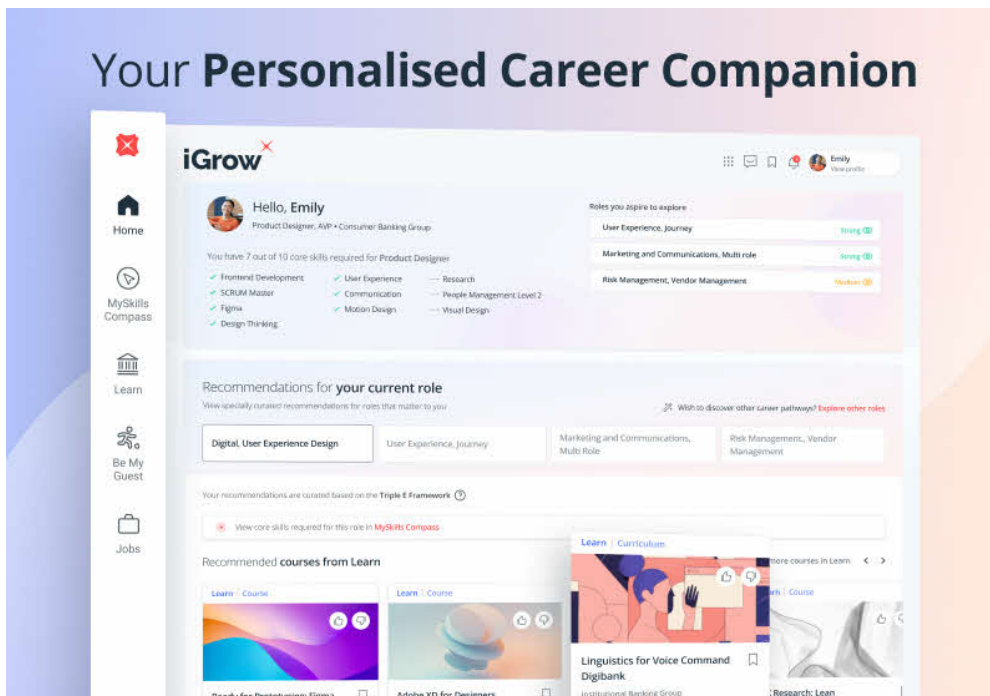 Your Personalised Career Companion
iGrow
Emily
View profile
Home
MySkills
Compass
Learn
Be My
Guest
Jobs
Hello, Emily
Product Designer, AVP • Consumer Banking Group
You have 7 out of 10 core skills required for Product Designer
Frontend Development
SCRUM Master
Figma
Design Thinking
User Experience
Communication
Motion Design
Research
People Management Level 2
Visual Design
Roles you aspire to explore
User Experience, Journey
Strong
Marketing and Communications, Multi role
Strong
Risk Management, Vendor Management
Medium
Recommendations for your current role
View specially curated recommendations for roles that matter to you
Wish to discover other career pathways? Explore other roles
Digital, User Experience Design
User Experience, Journey
Marketing and Communications,
Multi Role
Risk Management,, Vendor
Management
Your recommendations are curated based on the Triple E Framework ?
View core skills required for this role in MySkills Compass
Recommended courses from Learn
more courses in Learn
Learn | Course
Learn | Course
Learn | Curriculum
Course
Ready for Prototyping: Figma
Adobe XD for Designers
Linguistics for Voice Command
Digibank
Institutional Banking Group
Research: Lean